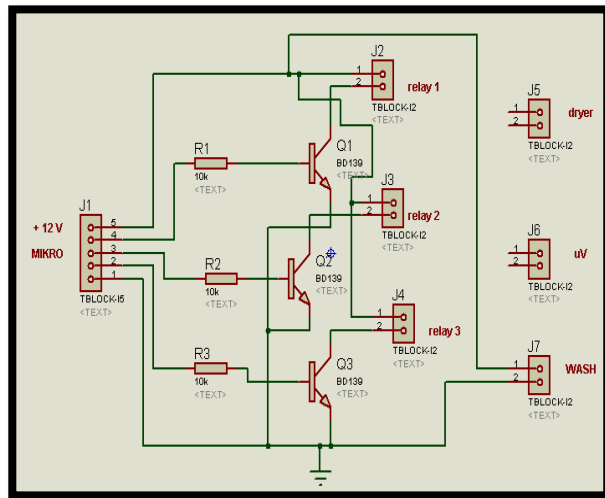 J1
+ 12 V
MIKRO
5
4
3
2
1
TBLOCK-I5
<TEXT>
R1
10k
<TEXT>
R2
10k
<TEXT>
R3
10k
<TEXT>
Q1
BD139
<TEXT>
Q2
BD139
<TEXT>
Q3
BD139
<TEXT>
J2
1
2
relay 1
TBLOCK-I2
<TEXT>
J3
1
2
relay 2
TBLOCK-I2
<TEXT>
J4
1
2
relay 3
TBLOCK-I2
<TEXT>
J5
1
2
dryer
TBLOCK-I2
<TEXT>
J6
1
2
uV
TBLOCK-I2
<TEXT>
J7
1
2
WASH
TBLOCK-I2
<TEXT>